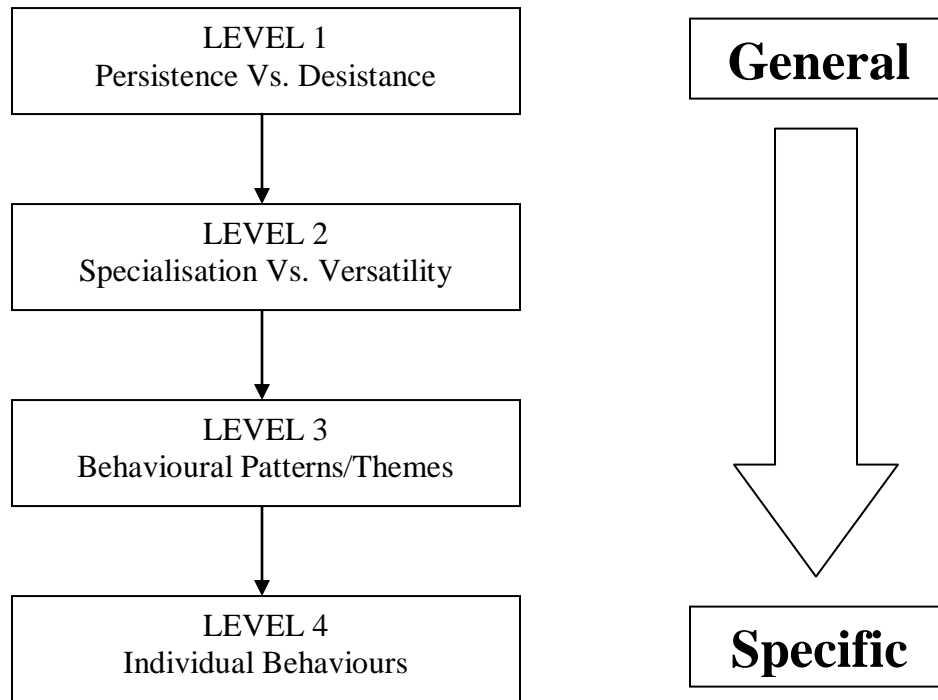 LEVEL 1
Persistence Vs. Desistance
General
LEVEL 2
Specialisation Vs. Versatility
LEVEL 3
Behavioural Patterns/Themes
LEVEL 4
Individual Behaviours
Specific